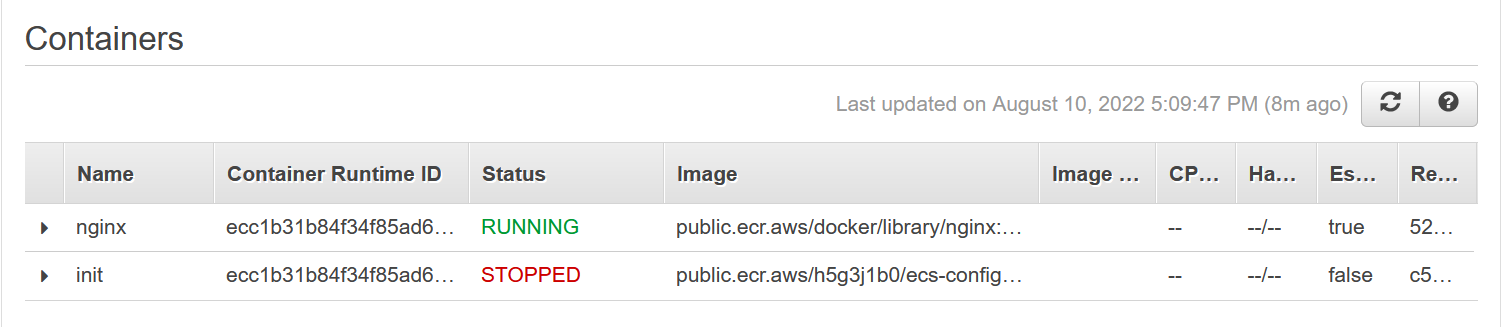 Containers
Last updated on August 10, 2022 5:09:47 PM (8m ago)
Name Container Runtime ID Status Image Image ... CP... Ha... Es... Re...
nginx ecc1b31b84f34f85ad6... RUNNING public.ecr.aws/docker/library/nginx:... -- --/-- true 52...
init ecc1b31b84f34f85ad6... STOPPED public.ecr.aws/h5g3j1b0/ecs-config... -- --/-- false c5...